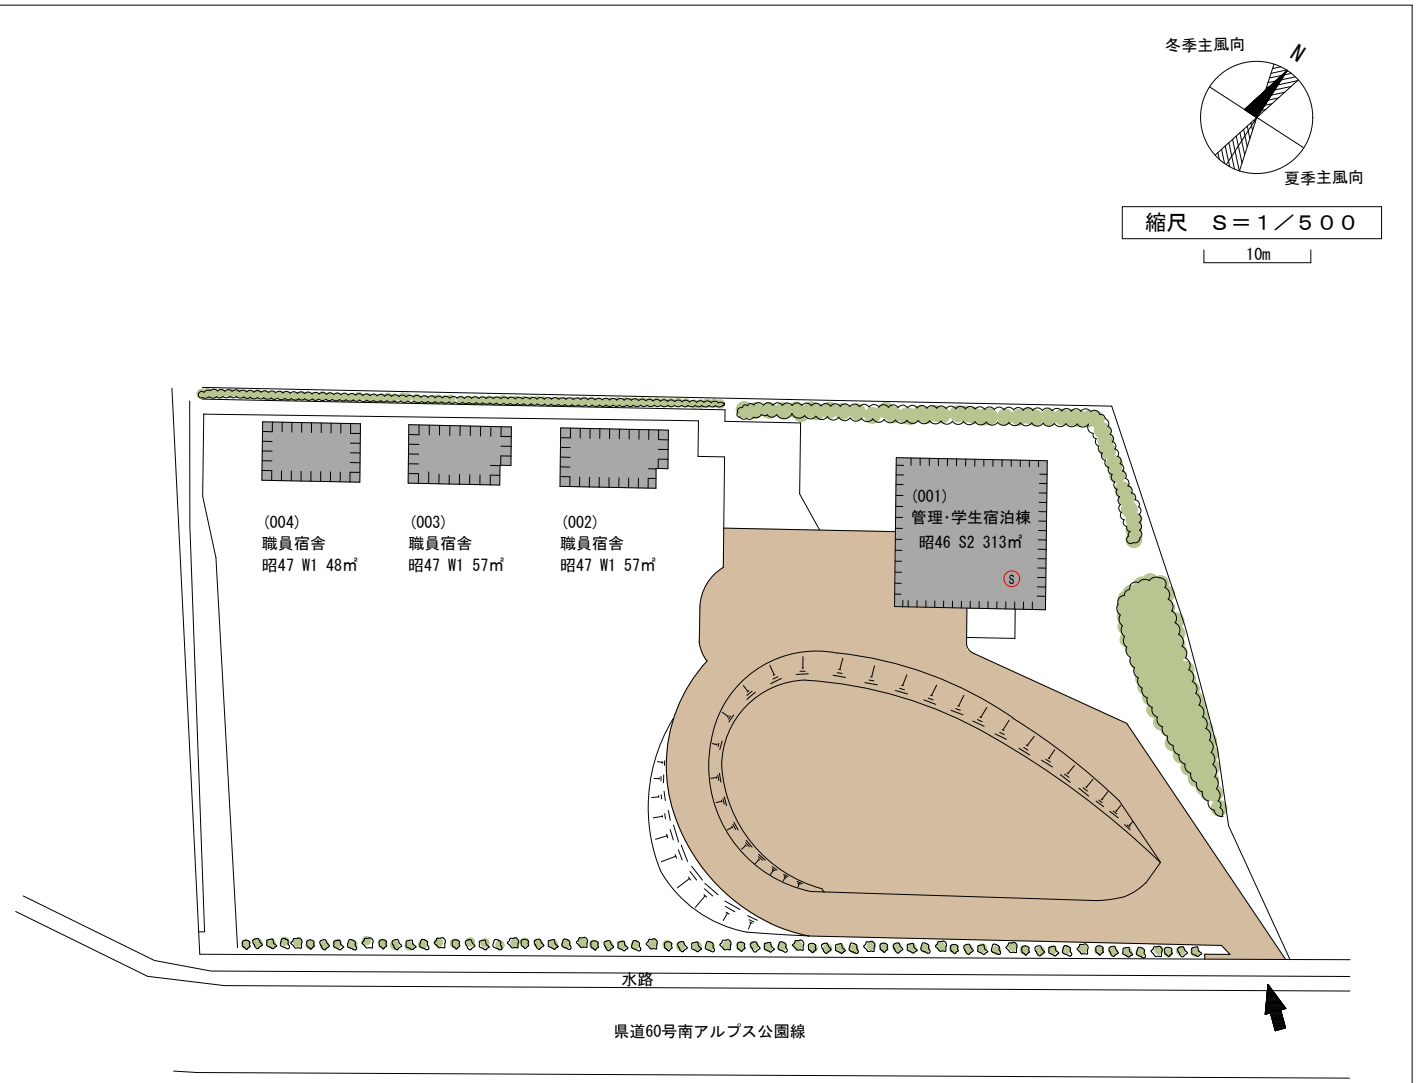 冬季主風向
N
夏季主風向
縮尺　S＝1／500
10m
(004)
職員宿舎
昭47 W1 48㎡
(003)
職員宿舎
昭47 W1 57㎡
(002)
職員宿舎
昭47 W1 57㎡
(001)
管理・学生宿泊棟
昭46 S2 313㎡
S
水路
県道60号南アルプス公園線